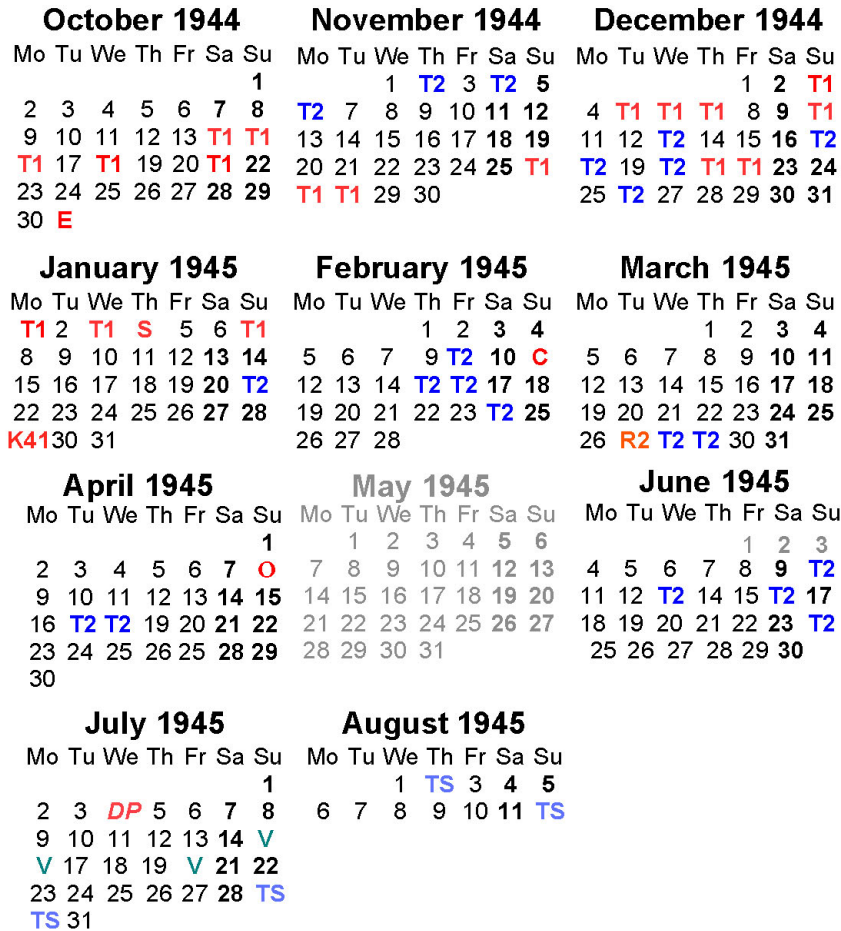 October 1944
Mo Tu We Th Fr Sa Su
1
2 3 4 5 6 7 8
9 10 11 12 13 T1 T1
T1 17 T1 19 20 T1 22
23 24 25 26 27 28 29
30 E
November 1944
Mo Tu We Th Fr Sa Su
1 T2 3 T2 5
T2 7 8 9 10 11 12
13 14 15 16 17 18 19
20 21 22 23 24 25 T1
T1 T1 29 30
December 1944
Mo Tu We Th Fr Sa Su
1 2 T1
4 T1 T1 T1 8 9 T1
11 12 T2 14 15 16 T2
T2 19 T2 T1 T1 23 24
25 T2 27 28 29 30 31
January 1945
Mo Tu We Th Fr Sa Su
T1 2 T1 S 5 6 T1
8 9 10 11 12 13 14
15 16 17 18 19 20 T2
22 23 24 25 26 27 28
K41 30 31
February 1945
Mo Tu We Th Fr Sa Su
1 2 3 4
5 6 7 9 T2 10 C
12 13 14 T2 T2 17 18
19 20 21 22 23 T2 25
26 27 28
March 1945
Mo Tu We Th Fr Sa Su
1 2 3 4
5 6 7 8 9 10 11
12 13 14 15 16 17 18
19 20 21 22 23 24 25
26 R2 T2 T2 30 31
April 1945
Mo Tu We Th Fr Sa Su
1
2 3 4 5 6 7 O
9 10 11 12 13 14 15
16 T2 T2 19 20 21 22
23 24 25 26 25 28 29
30
May 1945
Mo Tu We Th Fr Sa Su
1 2 3 4 5 6
7 8 9 10 11 12 13
14 15 16 17 18 19 20
21 22 23 24 25 26 27
28 29 30 31
June 1945
Mo Tu We Th Fr Sa Su
1 2 3
4 5 6 7 8 9 T2
11 12 T2 14 15 T2 17
18 19 20 21 22 23 T2
25 26 27 28 29 30
July 1945
Mo Tu We Th Fr Sa Su
1
2 3 DP 5 6 7 8
9 10 11 12 13 14 V
V 17 18 19 V 21 22
23 24 25 26 27 28 TS
TS 31
August 1945
Mo Tu We Th Fr Sa Su
1 TS 3 4 5
6 7 8 9 10 11 TS